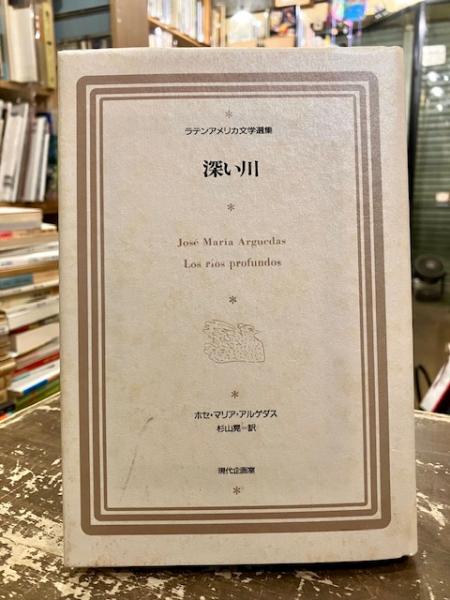 ラテンアメリカ文学選集
深い川
José María Arguedas
Los ríos profundos
ホセ・マリア・アルゲダス
杉山晃=訳
現代企画室